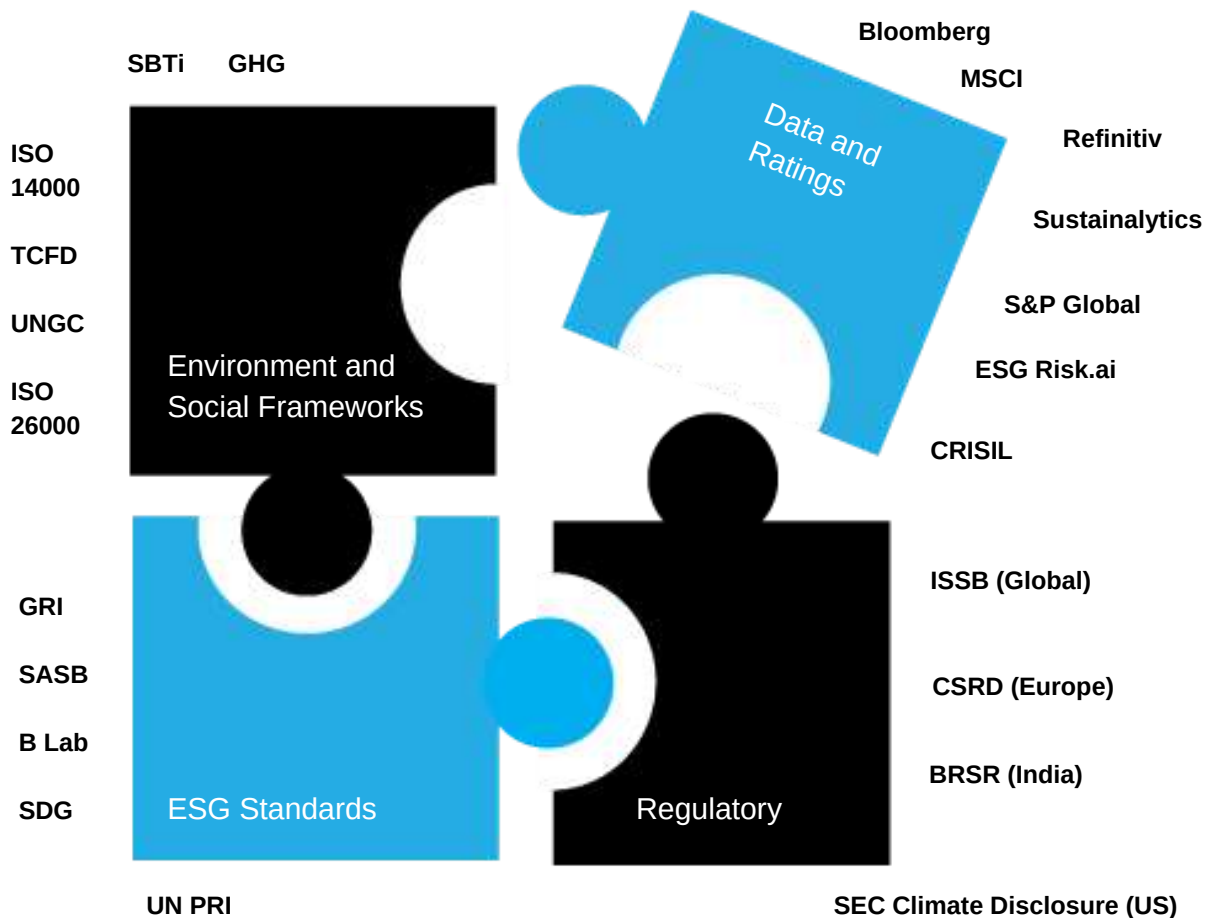 SBTi GHG
ISO
14000
TCFD
UNGC
ISO
26000
Environment and
Social Frameworks
Bloomberg
MSCI
Refinitiv
Sustainalytics
S&P Global
ESG Risk.ai
CRISIL
Data and
Ratings
GRI
SASB
B Lab
SDG
UN PRI
ESG Standards
ISSB (Global)
CSRD (Europe)
BRSR (India)
SEC Climate Disclosure (US)
Regulatory